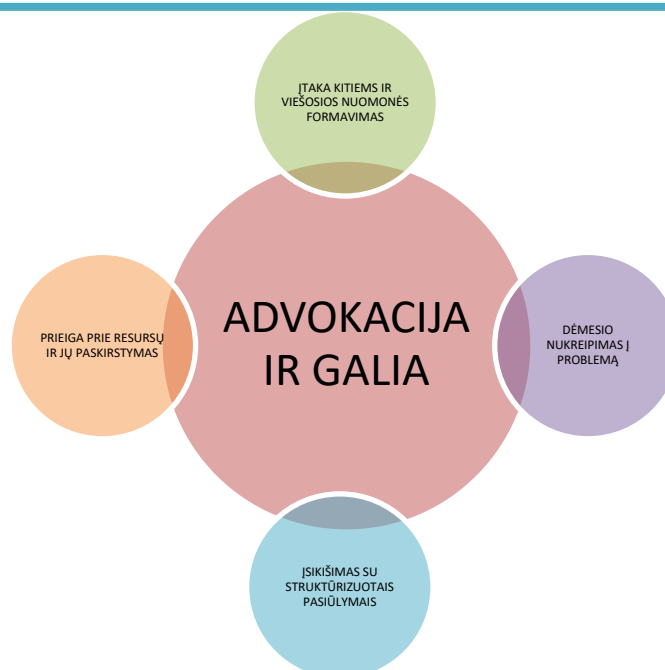 ĮTAKA KITIEMS IR
VIEŠOSIOS NUOMONĖS
FORMAVIMAS
ADVOKACIJA
IR GALIA
PRIEIGA PRIE RESURSŲ
IR JŲ PASKIRSTYMAS
DĖMESIO
NUKREIPIMAS Į
PROBLEMĄ
ĮSIKIŠIMAS SU
STRUKTŪRIZUOTAIS
PASIŪLYMAIS